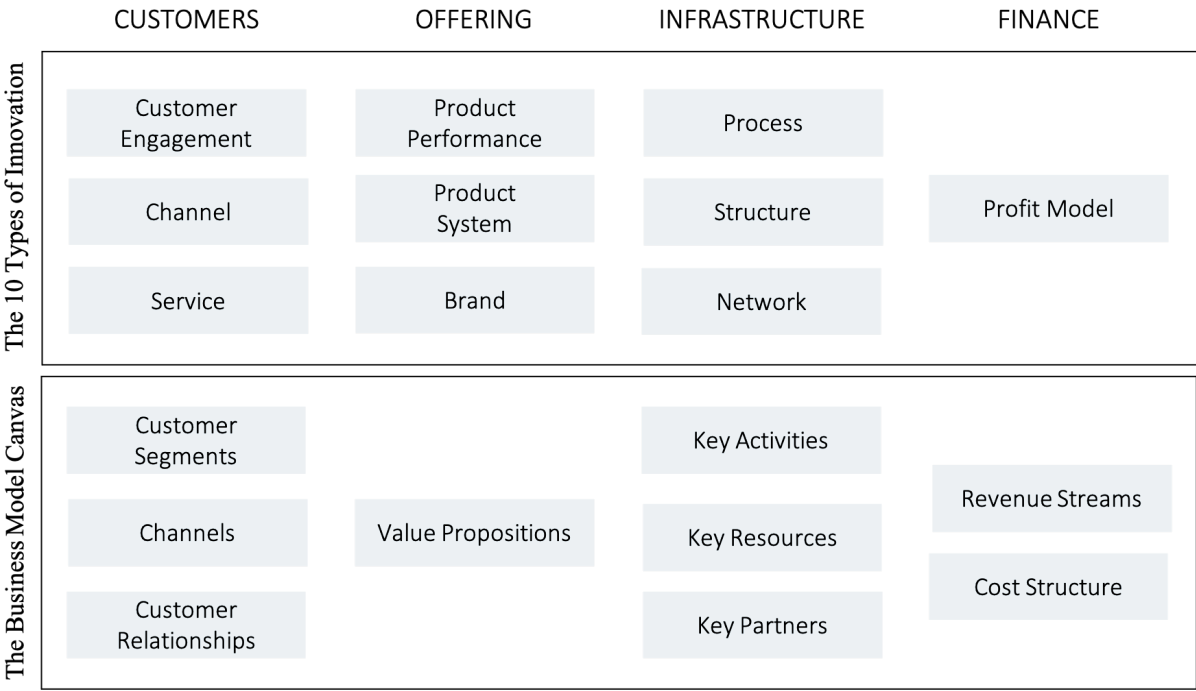 CUSTOMERS OFFERING INFRASTRUCTURE FINANCE
The 10 Types of Innovation
Customer
Engagement
Product
Performance
Process
Channel
Product
System
Structure
Profit Model
Service
Brand
Network
The Business Model Canvas
Customer
Segments
Key Activities
Revenue Streams
Channels
Value Propositions
Key Resources
Cost Structure
Customer
Relationships
Key Partners